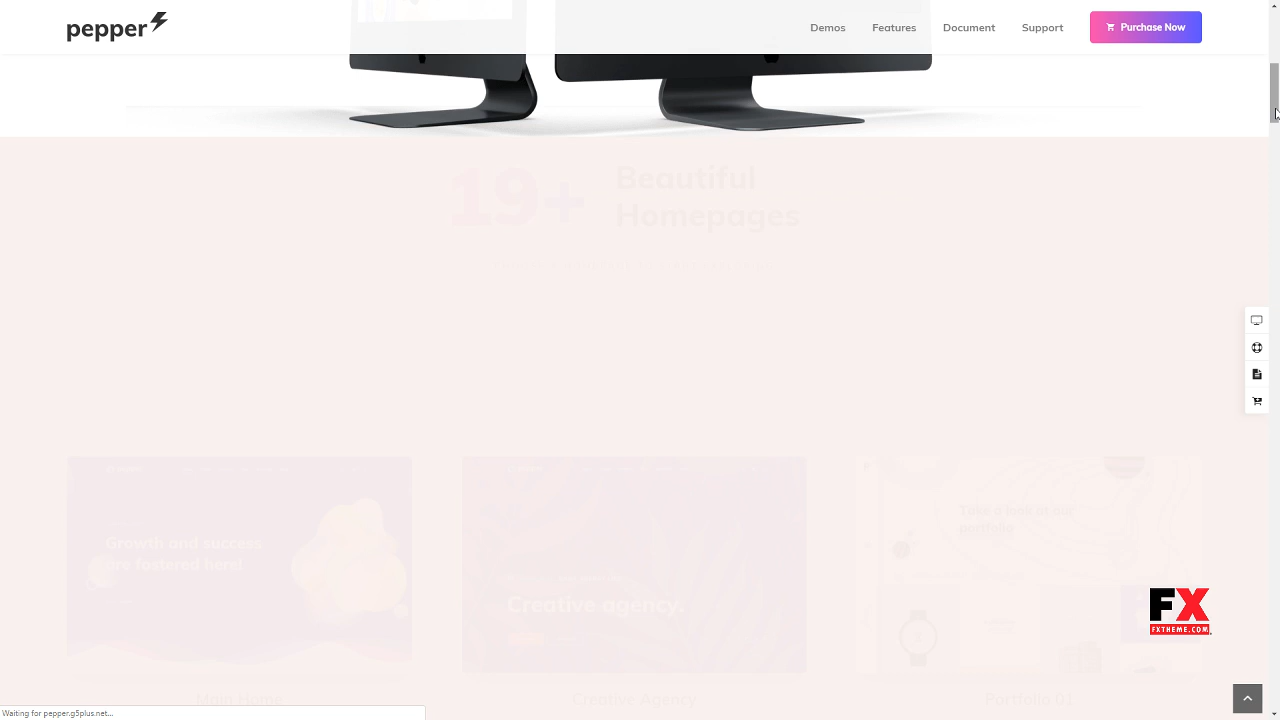 pepper
Demos
Features
Document
Support
Purchase Now
19+
Beautiful
Homepages
Growth and success
are fostered here!
Creative agency.
Take a look at our
portfolio
FX
FXTHEME.COM
Main Home
Creative Agency
Portfolio 01
Waiting for pepper.g5plus.net...